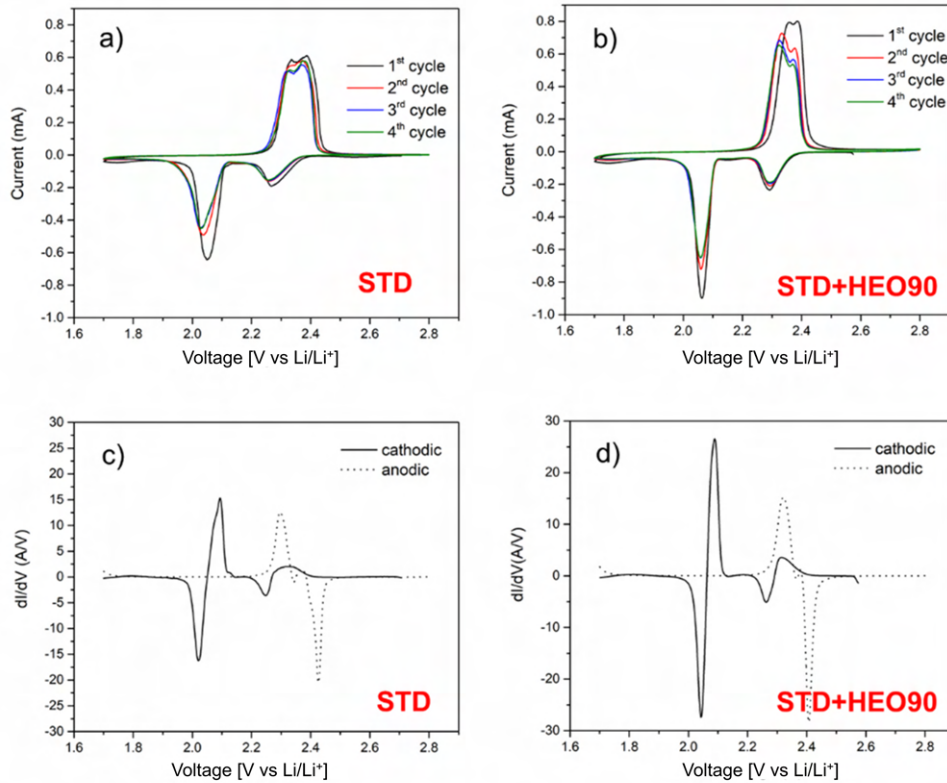 a)
1st cycle
2nd cycle
3rd cycle
4th cycle
STD
Current (mA)
0.8
0.6
0.4
0.2
0.0
-0.2
-0.4
-0.6
-0.8
-1.0
1.6 1.8 2.0 2.2 2.4 2.6 2.8
Voltage [V vs Li/Li⁺]
b)
1st cycle
2nd cycle
3rd cycle
4th cycle
STD+HEO90
Current (mA)
0.8
0.6
0.4
0.2
0.0
-0.2
-0.4
-0.6
-0.8
-1.0
1.6 1.8 2.0 2.2 2.4 2.6 2.8
Voltage [V vs Li/Li⁺]
c)
cathodic
anodic
STD
dI/dV (A/V)
30
25
20
15
10
5
0
-5
-10
-15
-20
-25
-30
1.6 1.8 2.0 2.2 2.4 2.6 2.8
Voltage [V vs Li/Li⁺]
d)
cathodic
anodic
STD+HEO90
dI/dV(A/V)
30
25
20
15
10
5
0
-5
-10
-15
-20
-25
-30
1.6 1.8 2.0 2.2 2.4 2.6 2.8
Voltage [V vs Li/Li⁺]